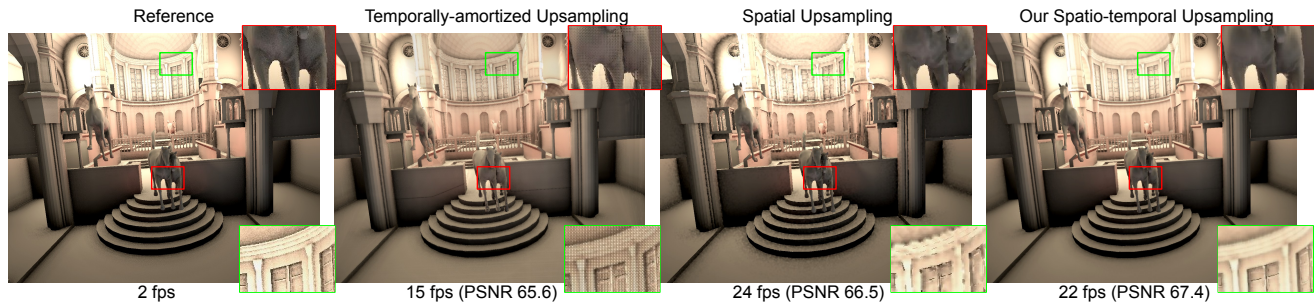 Reference
Temporally-amortized Upsampling
Spatial Upsampling
Our Spatio-temporal Upsampling
2 fps
15 fps (PSNR 65.6)
24 fps (PSNR 66.5)
22 fps (PSNR 67.4)